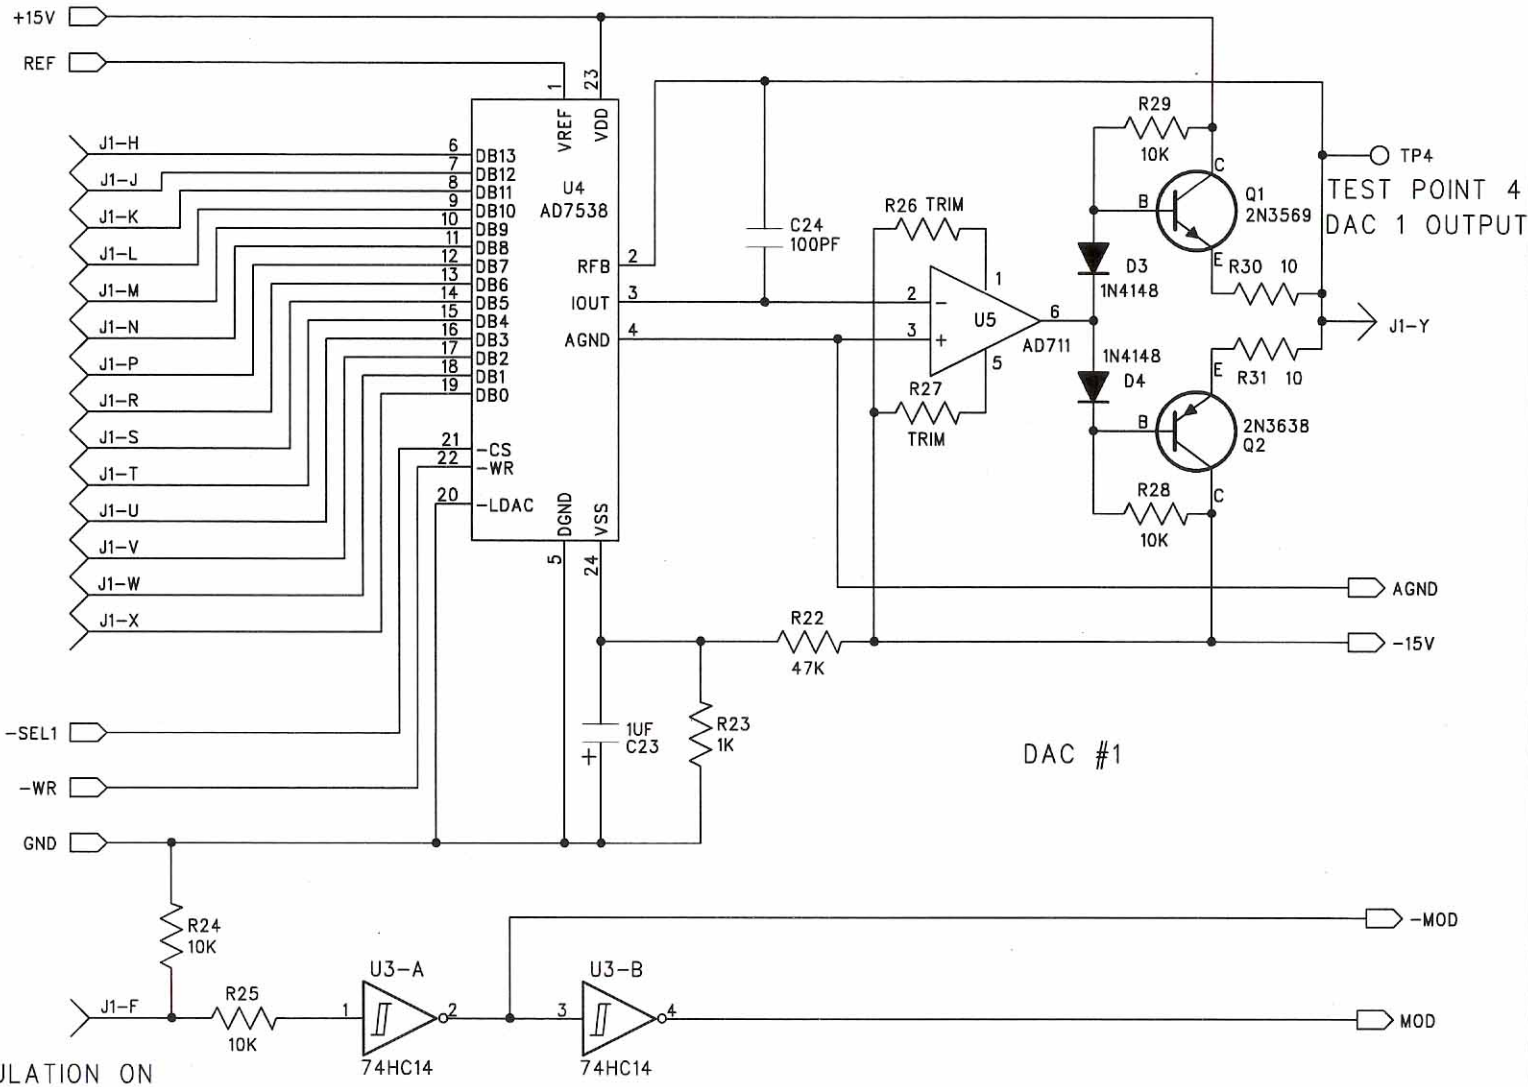 +15V
REF
1
VREF
23
VDD
U4
AD7538
J1-H
J1-J
J1-K
J1-L
J1-M
J1-N
J1-P
J1-R
J1-S
J1-T
J1-U
J1-V
J1-W
J1-X
6 DB13
7 DB12
8 DB11
9 DB10
10 DB9
11 DB8
12 DB7
13 DB6
14 DB5
15 DB4
16 DB3
17 DB2
18 DB1
19 DB0
21 -CS
22 -WR
20 -LDAC
RFB 2
IOUT 3
AGND 4
DGND
5
VSS
24
C24
100PF
R26 TRIM
1
2 -
3 +
U5
6
AD711
5
R27
TRIM
R29
10K
C
B
Q1
2N3569
E
D3
1N4148
R30 10
1N4148
D4
E
R31 10
B
2N3638
Q2
C
R28
10K
TP4
TEST POINT 4
DAC 1 OUTPUT
J1-Y
AGND
R22
47K
-15V
1UF
C23
+
R23
1K
DAC #1
-SEL1
-WR
GND
R24
10K
-MOD
J1-F
R25
10K
U3-A
1
2
74HC14
U3-B
3
4
74HC14
MOD
ULATION ON